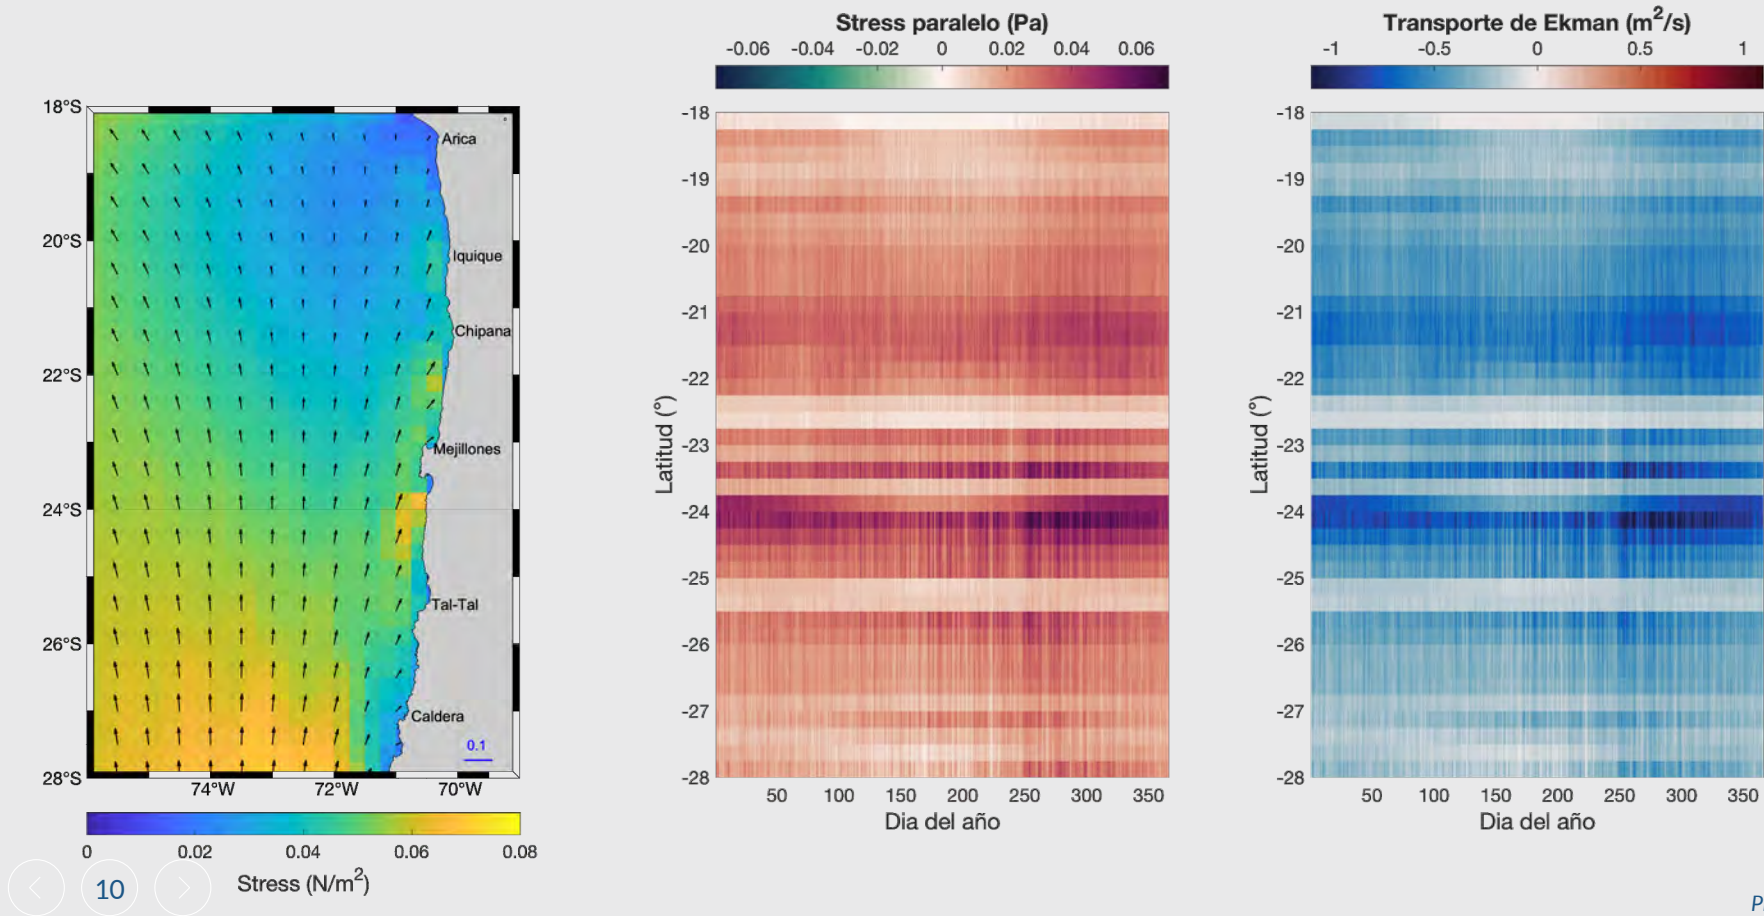 18°S
20°S
22°S
24°S
26°S
28°S
74°W 72°W 70°W
Arica
Iquique
Chipana
Mejillones
Tal-Tal
Caldera
0.1
0 0.02 0.04 0.06 0.08
Stress (N/m²)
10
Stress paralelo (Pa)
-0.06 -0.04 -0.02 0 0.02 0.04 0.06
Latitud (°)
-18
-19
-20
-21
-22
-23
-24
-25
-26
-27
-28
50 100 150 200 250 300 350
Dia del año
Transporte de Ekman (m²/s)
-1 -0.5 0 0.5 1
Latitud (°)
-18
-19
-20
-21
-22
-23
-24
-25
-26
-27
-28
50 100 150 200 250 300 350
Dia del año
P